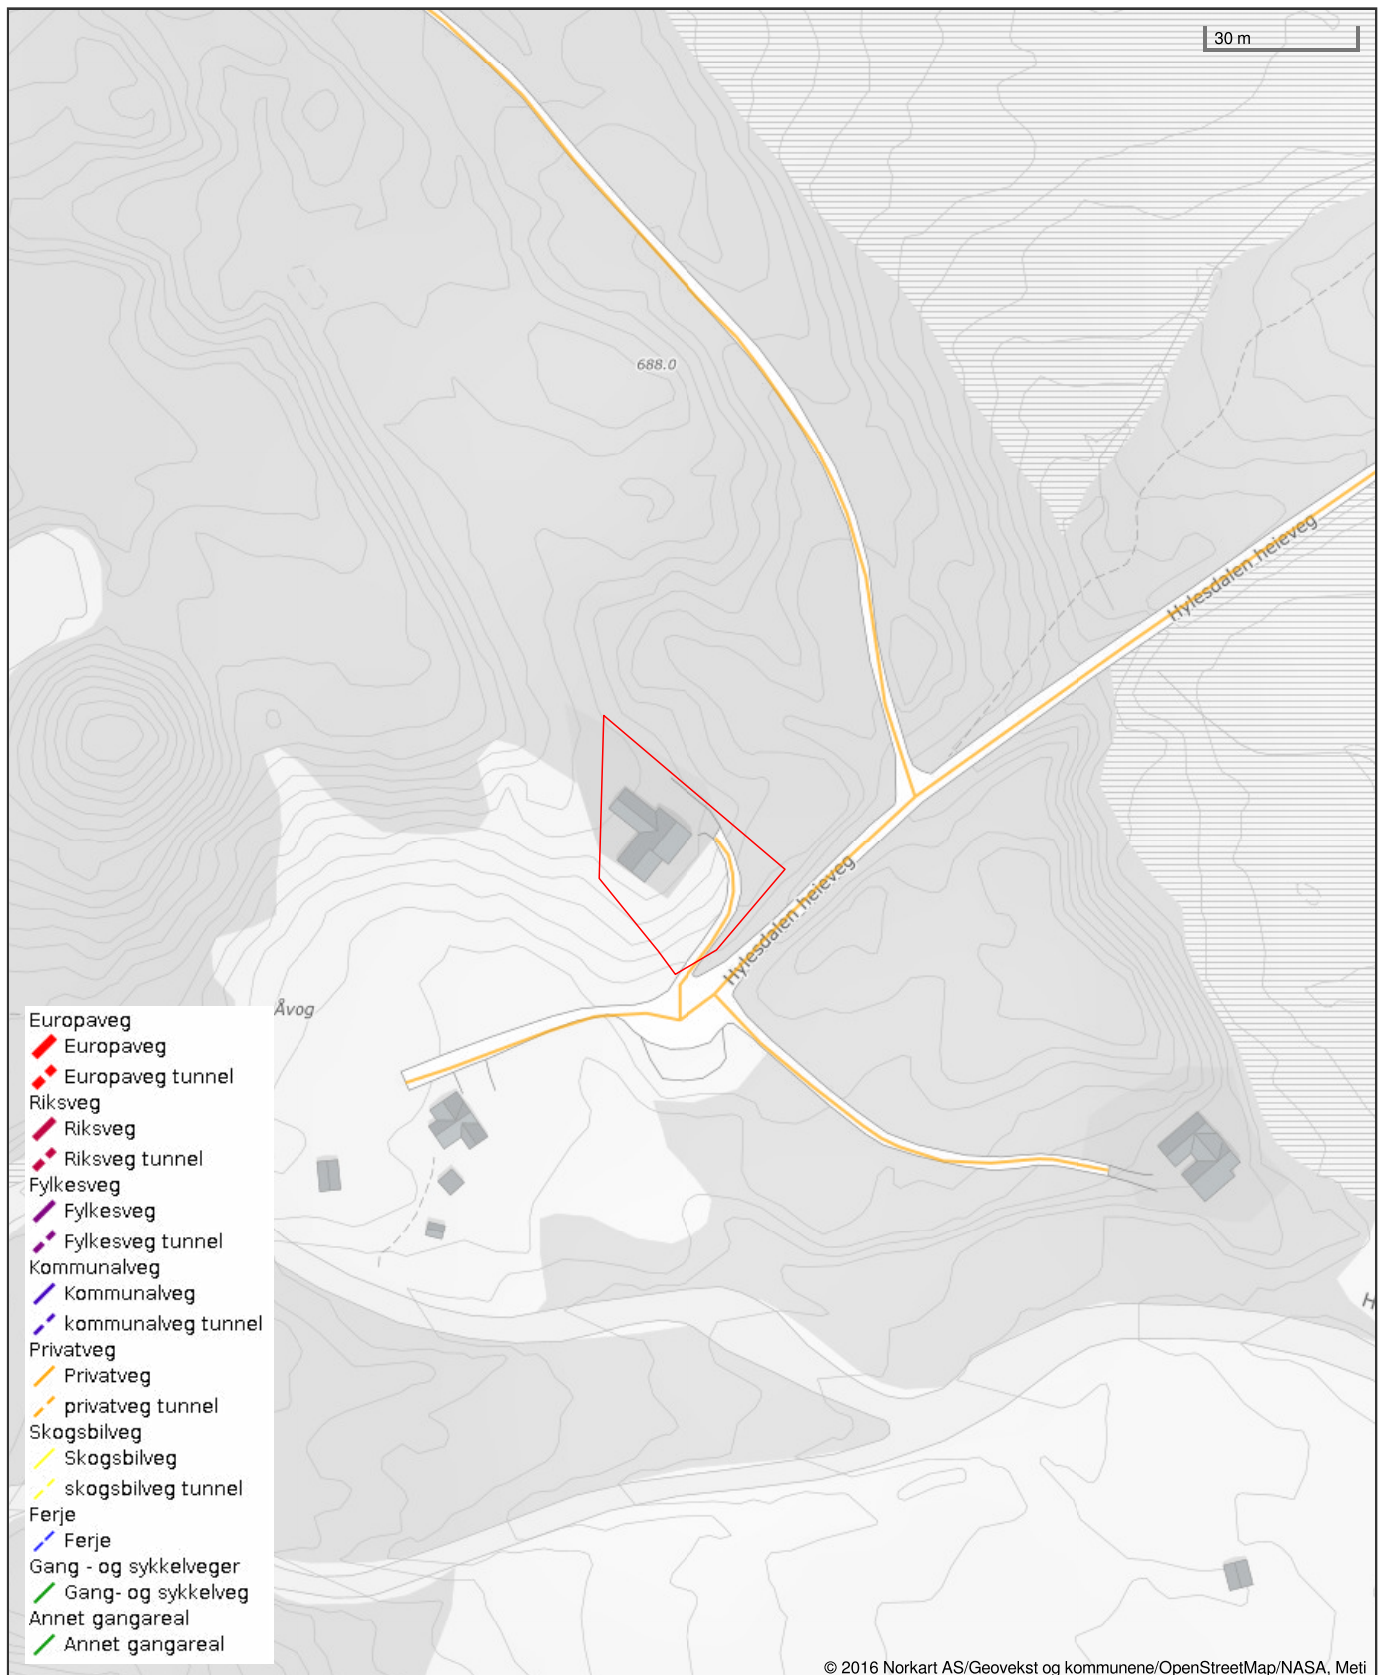 30 m
688.0
Hylesdalen heieveg
Hylesdalen heieveg
Åvog
H
Europaveg
Europaveg
Europaveg tunnel
Riksveg
Riksveg
Riksveg tunnel
Fylkesveg
Fylkesveg
Fylkesveg tunnel
Kommunalveg
Kommunalveg
kommunalveg tunnel
Privatveg
Privatveg
privatveg tunnel
Skogsbilveg
Skogsbilveg
skogsbilveg tunnel
Ferje
Ferje
Gang - og sykkelveger
Gang- og sykkelveg
Annet gangareal
Annet gangareal
© 2016 Norkart AS/Geovekst og kommunene/OpenStreetMap/NASA, Meti